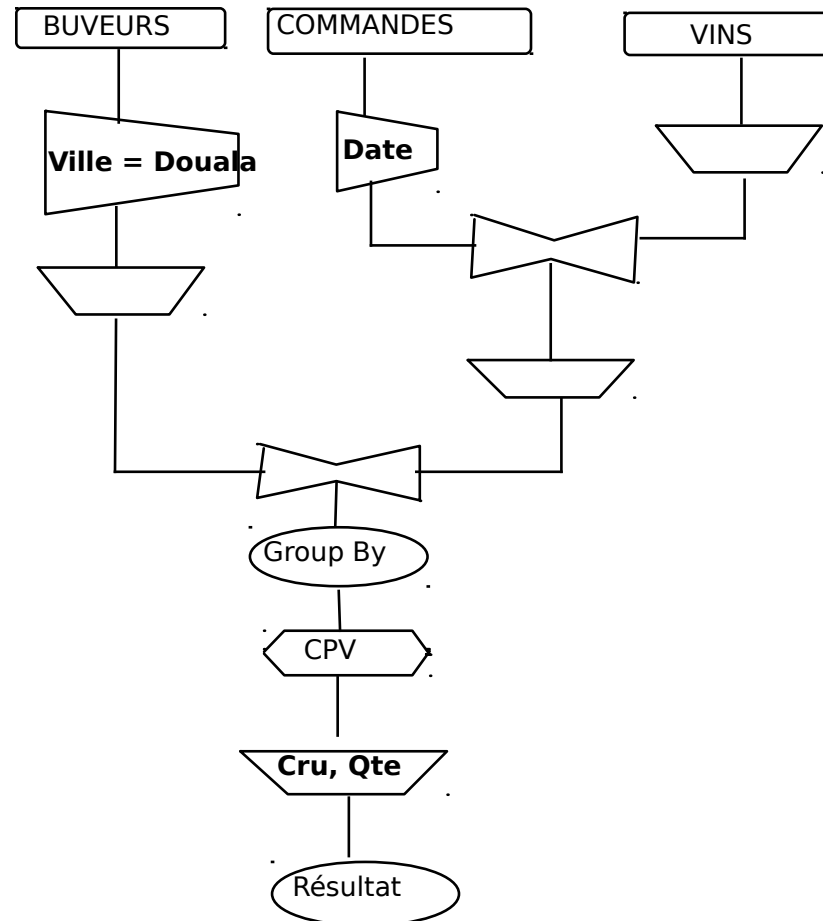 BUVEURS
COMMANDES
VINS
Ville = Douala
Date
Group By
CPV
Cru, Qte
Résultat